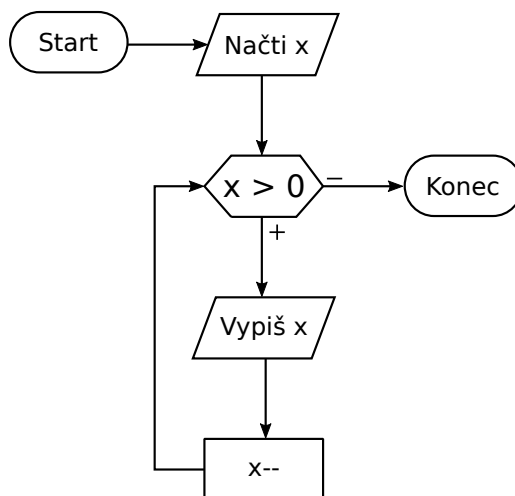 Start
Načti x
x > 0
−
Konec
+
Vypiš x
x--